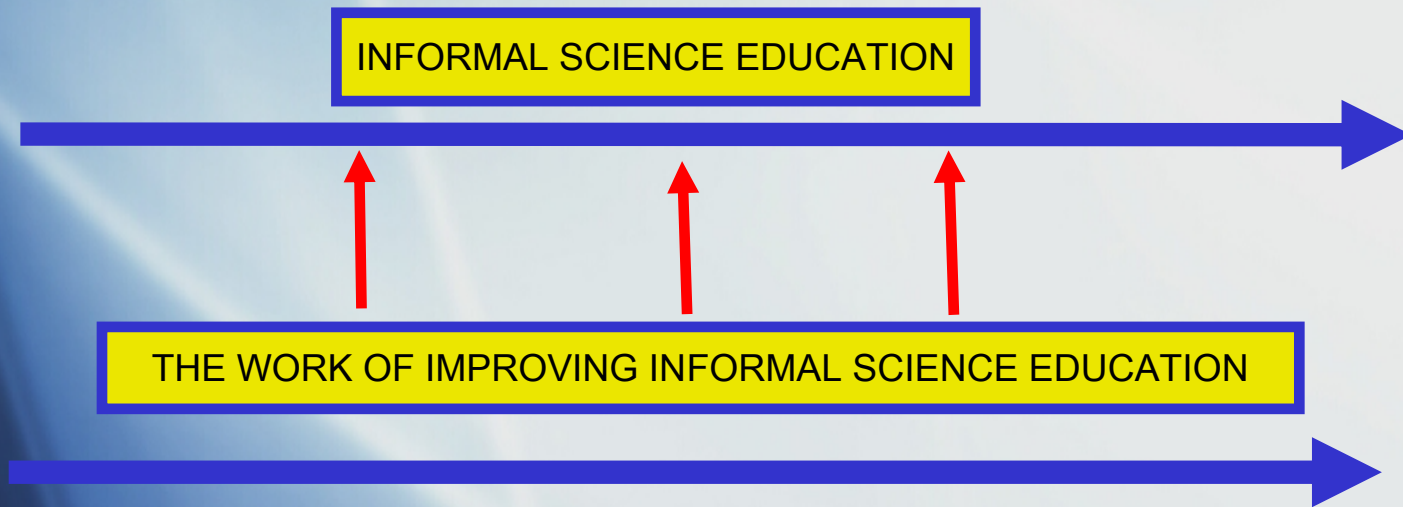 INFORMAL SCIENCE EDUCATION
THE WORK OF IMPROVING INFORMAL SCIENCE EDUCATION